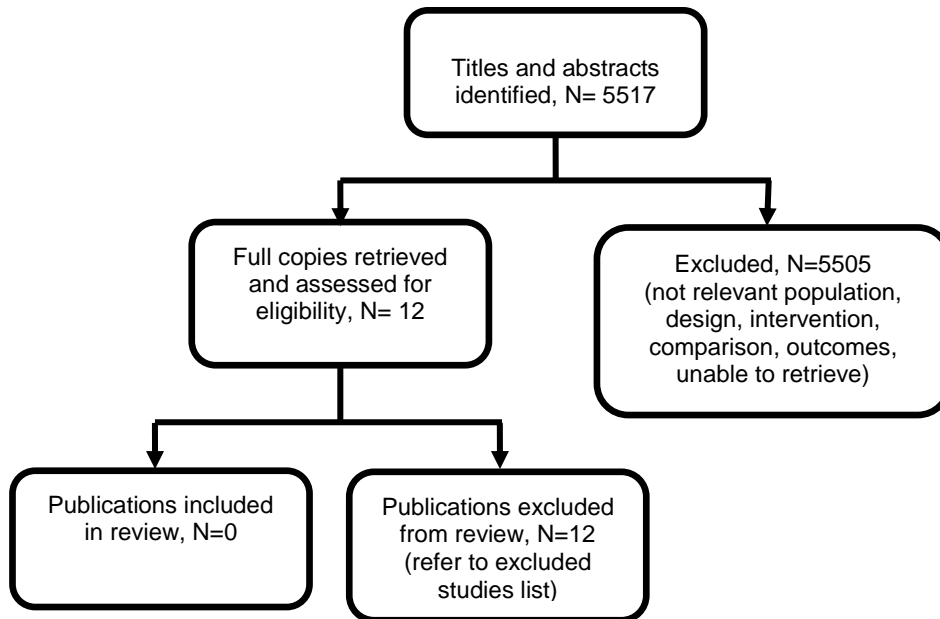 Titles and abstracts
identified, N= 5517
Full copies retrieved
and assessed for
eligibility, N= 12
Excluded, N=5505
(not relevant population,
design, intervention,
comparison, outcomes,
unable to retrieve)
Publications included
in review, N=0
Publications excluded
from review, N=12
(refer to excluded
studies list)